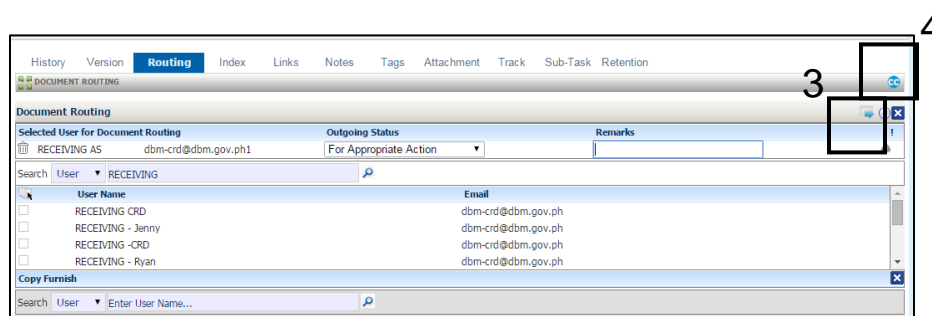 4
History Version Routing Index Links Notes Tags Attachment Track Sub-Task Retention
3
DOCUMENT ROUTING CC
Document Routing
Selected User for Document Routing Outgoing Status Remarks !
RECEIVING AS dbm-crd@dbm.gov.ph1 For Appropriate Action
Search User RECEIVING
User Name Email
RECEIVING CRD dbm-crd@dbm.gov.ph
RECEIVING - Jenny dbm-crd@dbm.gov.ph
RECEIVING -CRD dbm-crd@dbm.gov.ph
RECEIVING - Ryan dbm-crd@dbm.gov.ph
Copy Furnish
Search User Enter User Name...